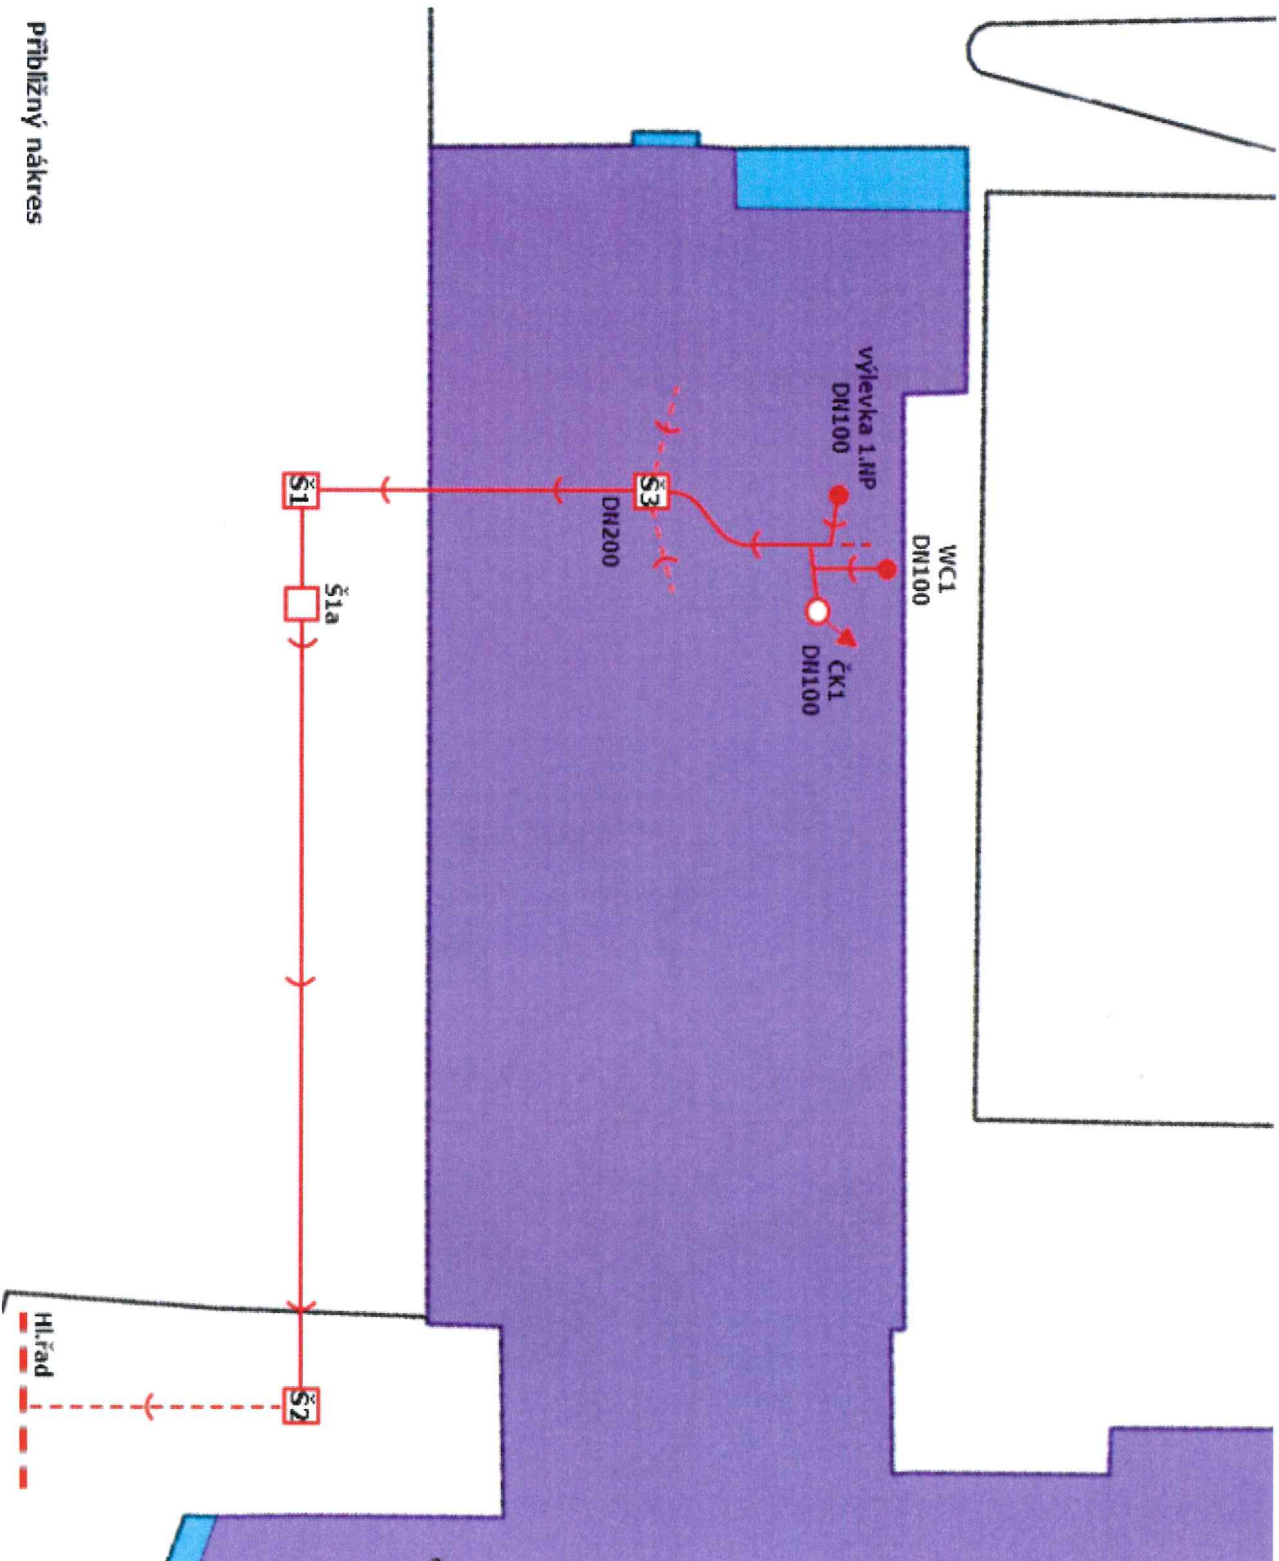 WC1
DN100
výlevka 1.NP
DN100
ČK1
DN100
Š3
DN200
Š1a
Š1
Š2
Hl.řad
Přibližný nákres